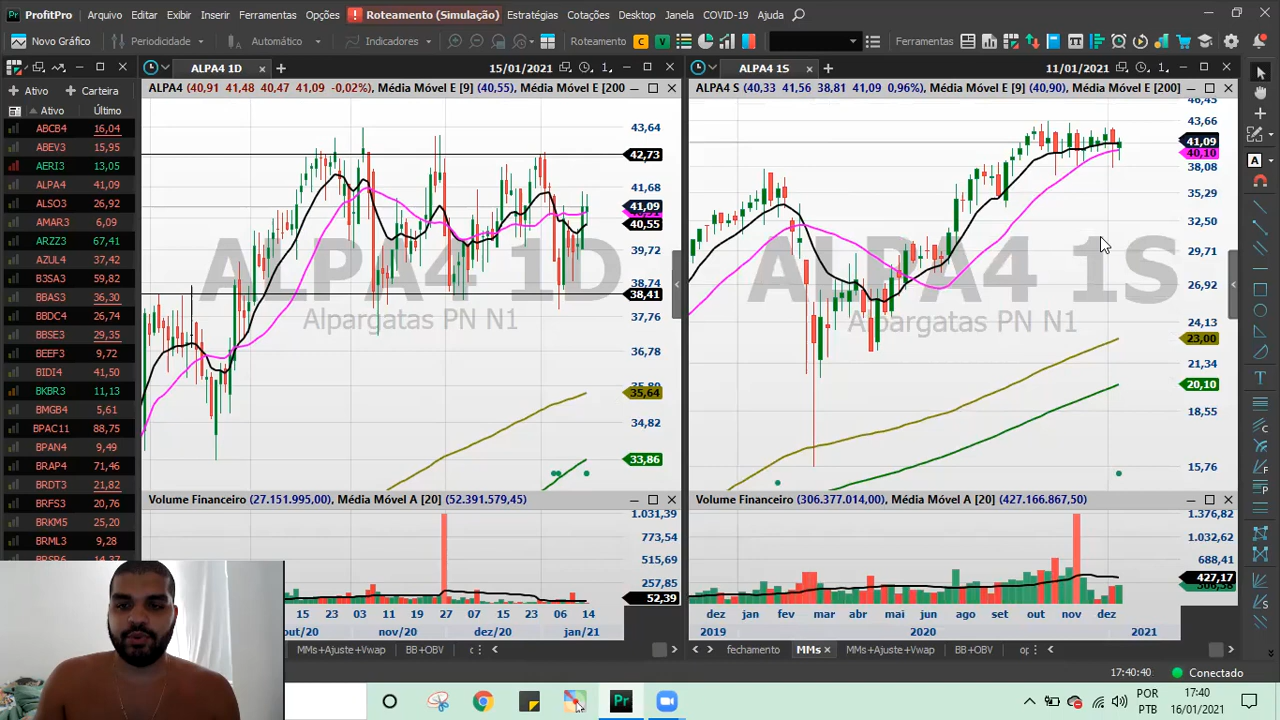 ProfitPro Arquivo Editar Exibir Inserir Ferramentas Opções Roteamento (Simulação) Estratégias Cotações Desktop Janela COVID-19 Ajuda
Novo Gráfico Periodicidade Automático Indicadores Roteamento C V Ferramentas
ALPA4 1D 15/01/2021 1
ALPA4 1S 11/01/2021 1
Ativo Carteira
ALPA4 (40,91 41,48 40,47 41,09 -0,02%), Média Móvel E [9] (40,55), Média Móvel E [200
ALPA4 S (40,33 41,56 38,81 41,09 0,96%), Média Móvel E [9] (40,90), Média Móvel E [200]
Ativo Último
ABCB4 16,04
ABEV3 15,95
AERI3 13,05
ALPA4 41,09
ALSO3 26,92
AMAR3 6,09
ARZZ3 67,41
AZUL4 37,42
B3SA3 59,82
BBAS3 36,30
BBDC4 26,74
BBSE3 29,35
BEEF3 9,72
BIDI4 41,50
BKBR3 11,13
BMGB4 5,61
BPAC11 88,75
BPAN4 9,49
BRAP4 71,46
BRDT3 21,82
BRFS3 20,76
BRKM5 25,20
BRML3 9,28
BRSR6 14,37
43,64
42,73
41,68
41,09
40,55
39,72
38,74
38,41
37,76
36,78
35,80
35,64
34,82
33,86
ALPA4 1D
Alpargatas PN N1
46,45
43,66
41,09
40,10
38,08
35,29
32,50
29,71
26,92
24,13
23,00
21,34
20,10
18,55
15,76
ALPA4 1S
Alpargatas PN N1
Volume Financeiro (27.151.995,00), Média Móvel A [20] (52.391.579,45)
1.031,39
773,54
515,69
257,85
52,39
Volume Financeiro (306.377.014,00), Média Móvel A [20] (427.166.867,50)
1.376,82
1.032,62
688,41
427,17
15 23 03 11 19 27 07 15 23 06 14
out/20 nov/20 dez/20 jan/21
dez jan fev mar abr mai jun jul ago set out nov dez
2019 2020 2021
MMs+Ajuste+Vwap BB+OBV
fechamento MMs MMs+Ajuste+Vwap BB+OBV
17:40:40 Conectado
POR
PTB
17:40
16/01/2021